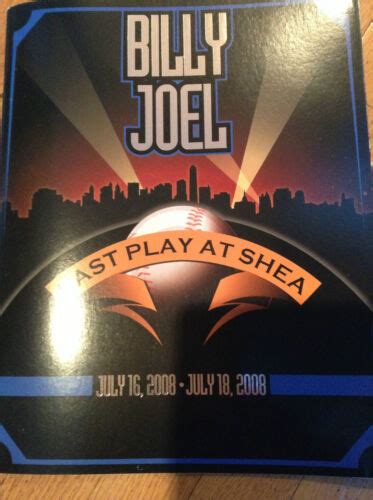 BILLY
JOEL
AST PLAY AT SHEA
JULY 16, 2008 • JULY 18, 2008